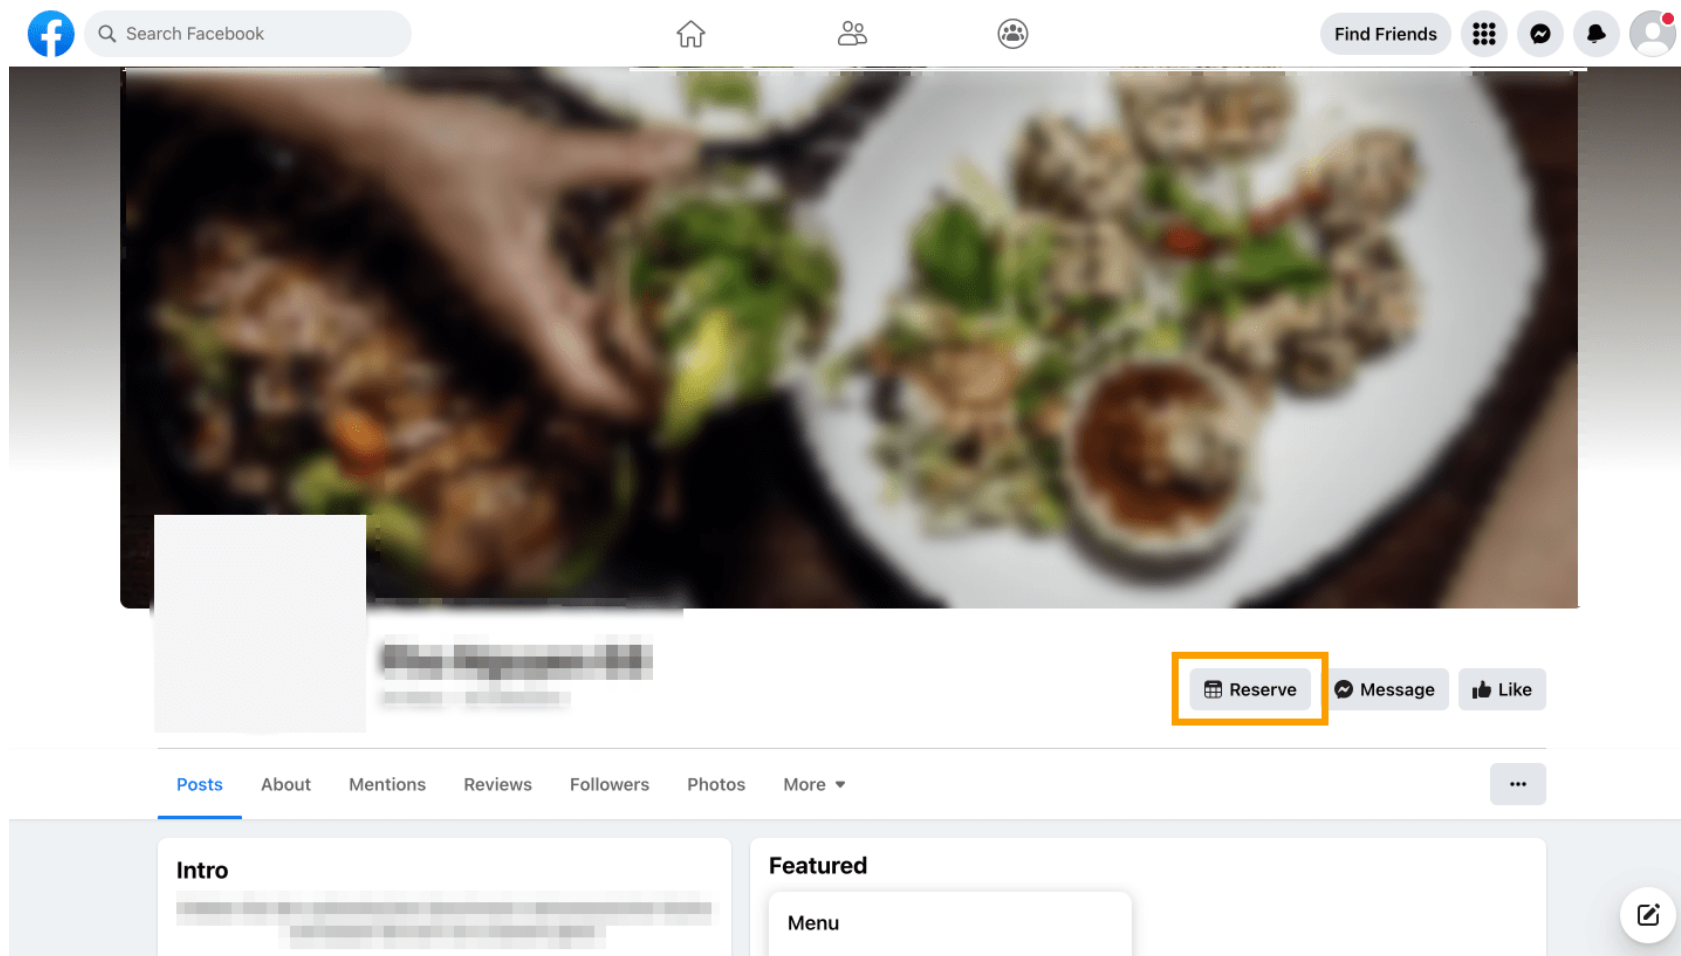 Search Facebook
Find Friends
Reserve
Message
Like
Posts
About
Mentions
Reviews
Followers
Photos
More
Intro
Featured
Menu